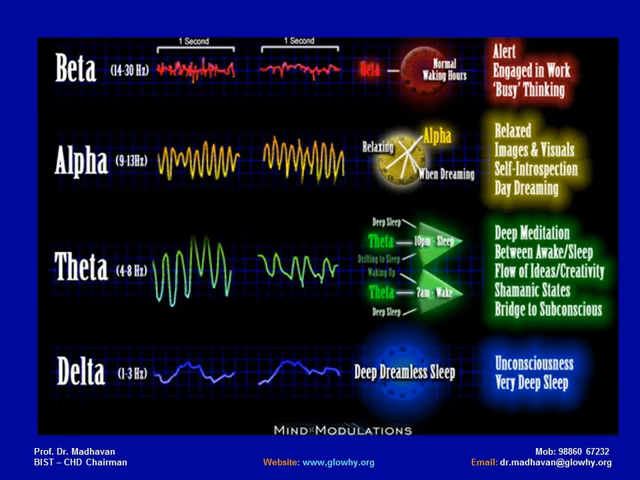 1 Second
1 Second
Beta
(14-30 Hz)
Beta
Normal
Waking Hours
Alert
Engaged in Work
‘Busy’ Thinking
Alpha
(9-13Hz)
Relaxing
Alpha
When Dreaming
Relaxed
Images & Visuals
Self-Introspection
Day Dreaming
Theta
(4-8 Hz)
Deep Sleep
Theta
10pm - Sleep
Drifting to Sleep
Waking Up
Theta
7am - Wake
Deep Sleep
Deep Meditation
Between Awake/Sleep
Flow of Ideas/Creativity
Shamanic States
Bridge to Subconscious
Delta
(1-3 Hz)
Deep Dreamless Sleep
Unconsciousness
Very Deep Sleep
MIND MODULATIONS
Prof. Dr. Madhavan
BIST – CHD Chairman
Website: www.glowhy.org
Mob: 98860 67232
Email: dr.madhavan@glowhy.org